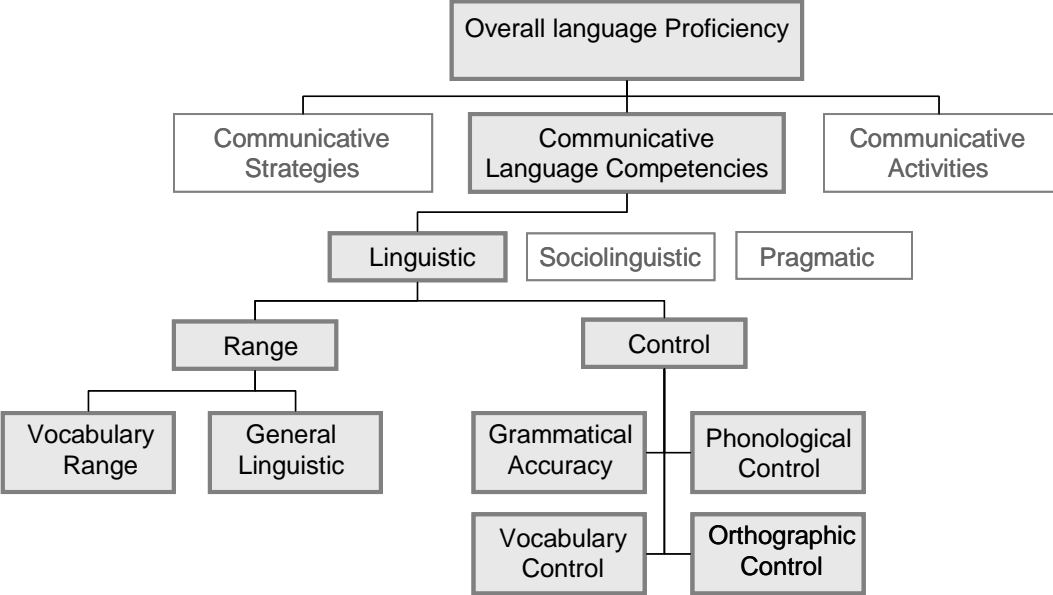 Overall language Proficiency
Communicative
Strategies
Communicative
Language Competencies
Communicative
Activities
Linguistic
Sociolinguistic
Pragmatic
Range
Control
Vocabulary
Range
General
Linguistic
Grammatical
Accuracy
Phonological
Control
Vocabulary
Control
Orthographic
Control